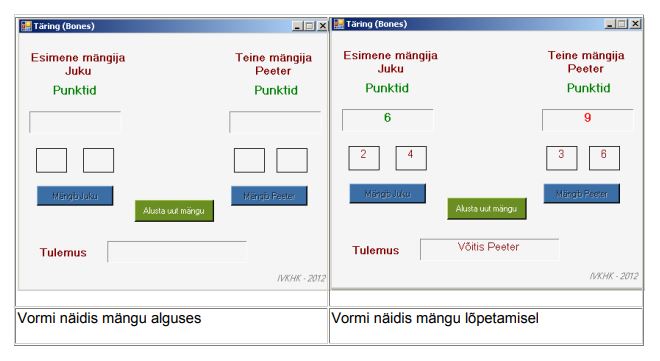 Täring (Bones)
Esimene mängija
Juku
Teine mängija
Peeter
Punktid
Punktid
Mängib Juku
Mängib Peeter
Alusta uut mängu
Tulemus
IVKHK - 2012
Vormi näidis mängu alguses
Täring (Bones)
Esimene mängija
Juku
Teine mängija
Peeter
Punktid
Punktid
6
9
2 4
3 6
Mängib Juku
Mängib Peeter
Alusta uut mängu
Tulemus
Võitis Peeter
IVKHK - 2012
Vormi näidis mängu lõpetamisel